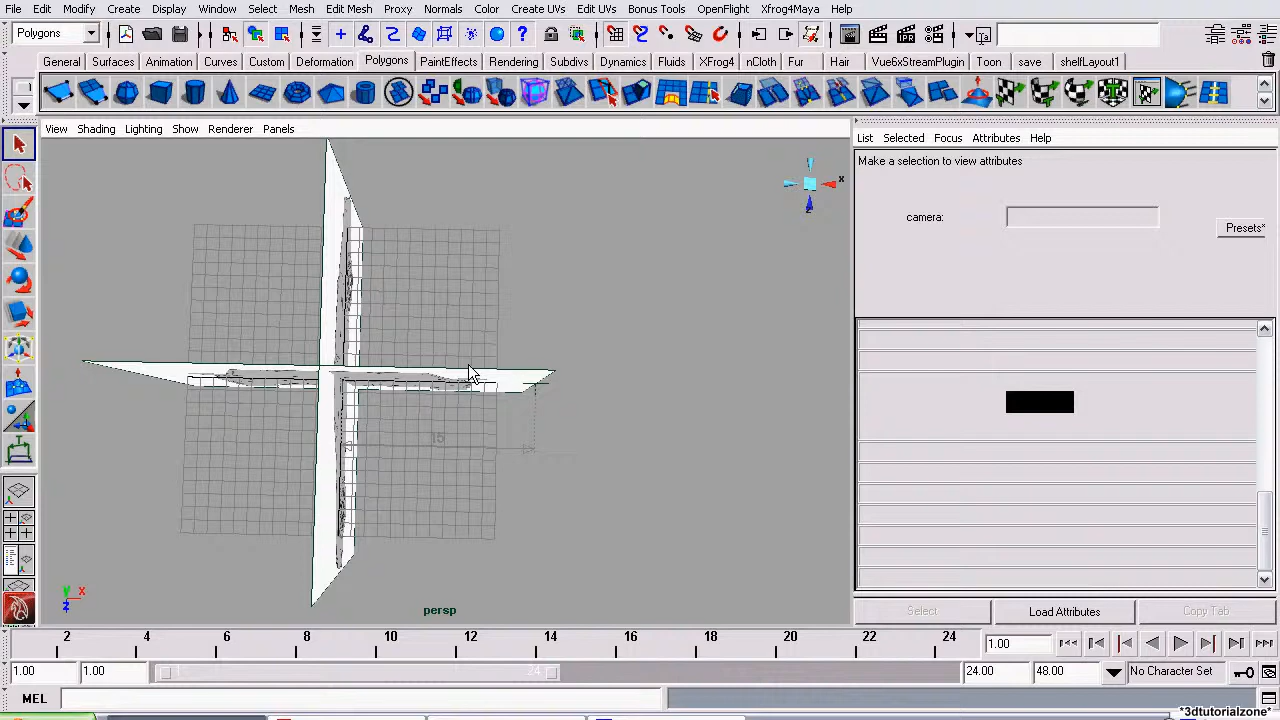 File Edit Modify Create Display Window Select Mesh Edit Mesh Proxy Normals Color Create UVs Edit UVs Bonus Tools OpenFlight Xfrog4Maya Help
Polygons
General Surfaces Animation Curves Custom Deformation Polygons PaintEffects Rendering Subdivs Dynamics Fluids XFrog4 nCloth Fur Hair Vue6xStreamPlugin Toon save shellLayout1
View Shading Lighting Show Renderer Panels
List Selected Focus Attributes Help
Make a selection to view attributes
camera:
Presets*
x
z
15
y x
z
persp
Select Load Attributes Copy Tab
2 4 6 8 10 12 14 16 18 20 22 24 1.00
1.00 1.00 24 24.00 48.00 No Character Set
MEL
*3dtutorialzone*